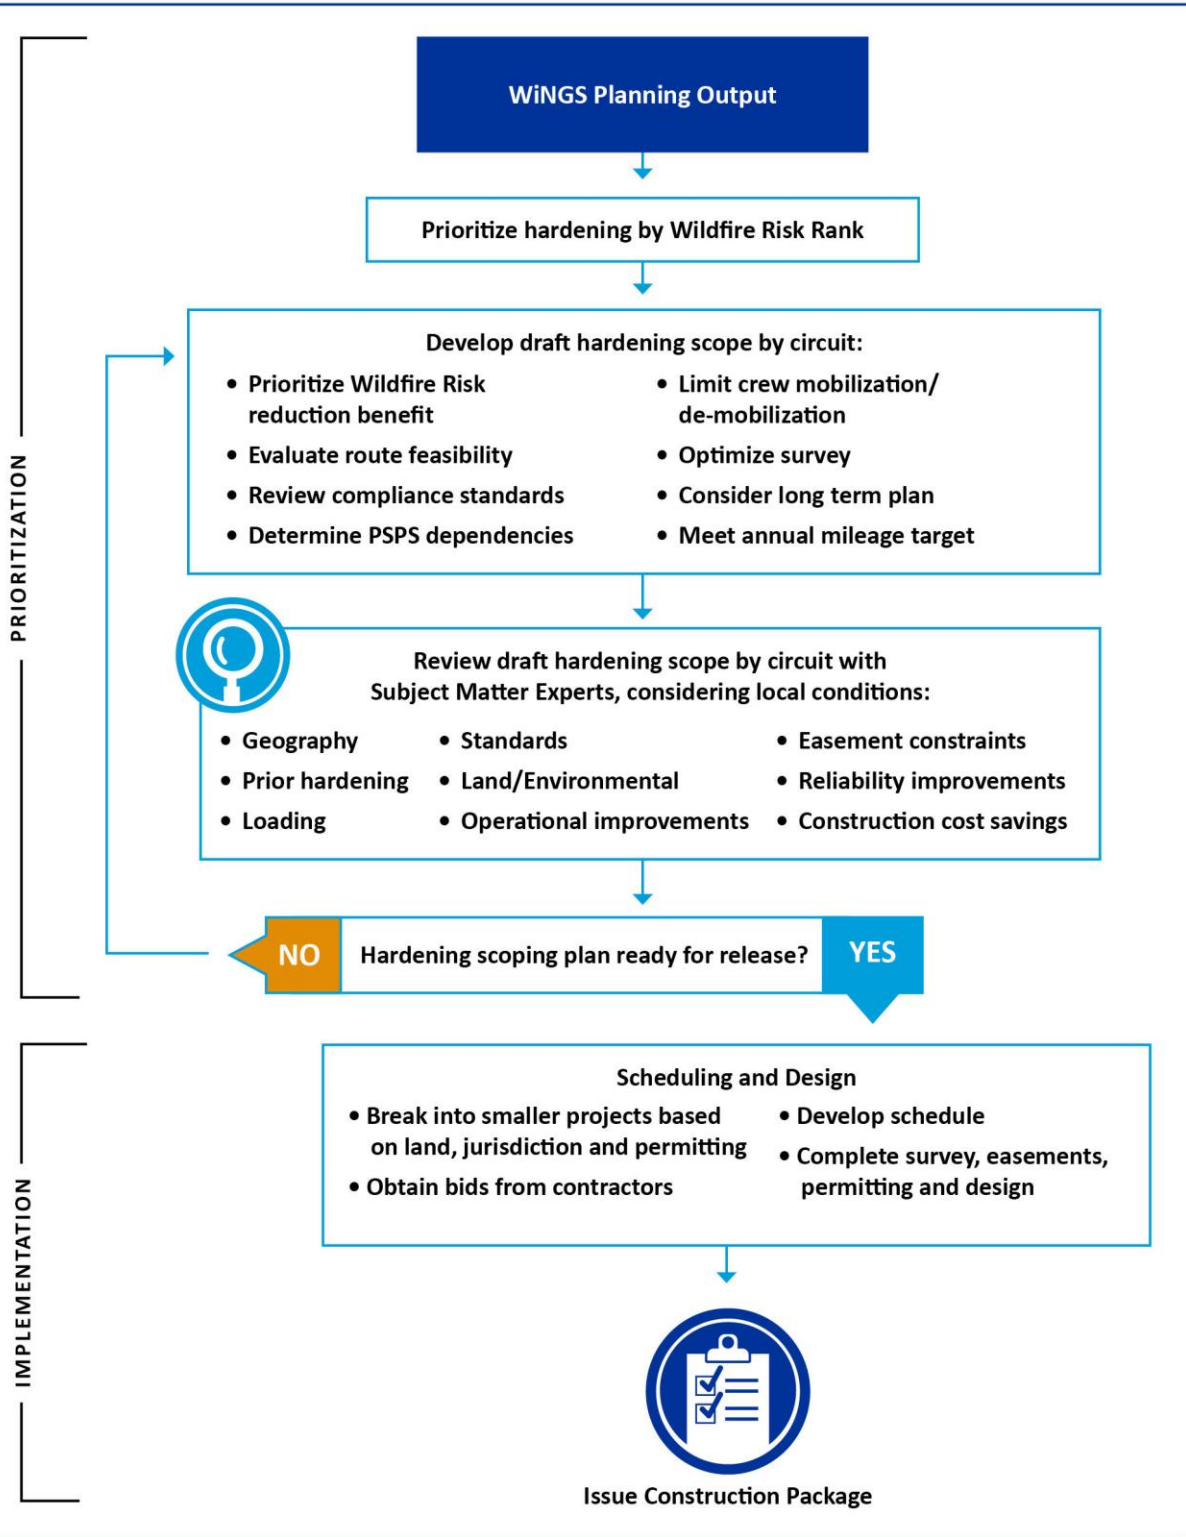 WiNGS Planning Output
Prioritize hardening by Wildfire Risk Rank
Develop draft hardening scope by circuit:
• Prioritize Wildfire Risk
reduction benefit
• Evaluate route feasibility
• Review compliance standards
• Determine PSPS dependencies
• Limit crew mobilization/
de-mobilization
• Optimize survey
• Consider long term plan
• Meet annual mileage target
Review draft hardening scope by circuit with
Subject Matter Experts, considering local conditions:
• Geography
• Prior hardening
• Loading
• Standards
• Land/Environmental
• Operational improvements
• Easement constraints
• Reliability improvements
• Construction cost savings
NO
Hardening scoping plan ready for release?
YES
PRIORITIZATION
Scheduling and Design
• Break into smaller projects based
on land, jurisdiction and permitting
• Obtain bids from contractors
• Develop schedule
• Complete survey, easements,
permitting and design
Issue Construction Package
IMPLEMENTATION